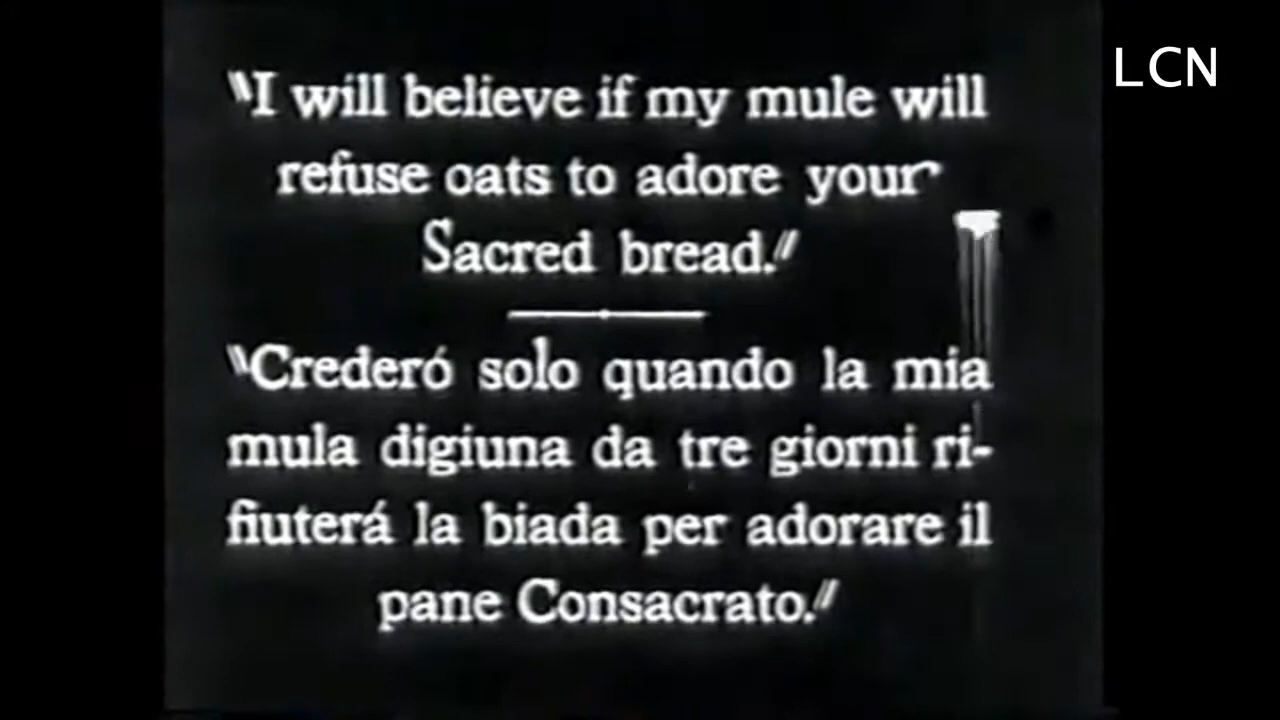 LCN
"I will believe if my mule will
refuse oats to adore your
Sacred bread."
"Crederó solo quando la mia
mula digiuna da tre giorni ri-
fiuterá la biada per adorare il
pane Consacrato."